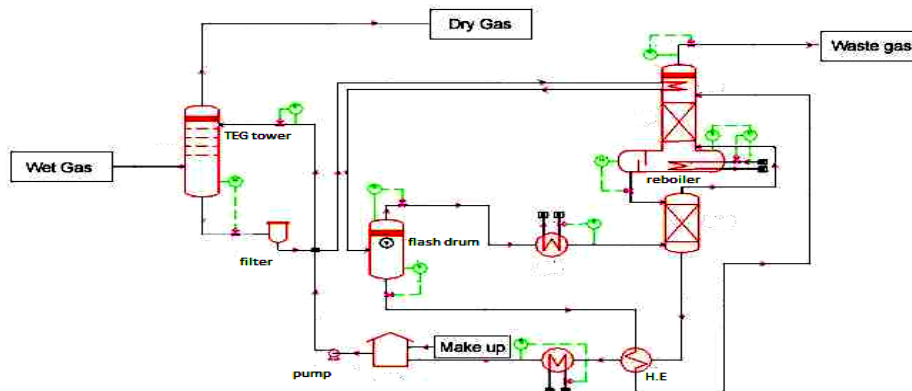 Dry Gas
Waste gas
TEG tower
Wet Gas
reboiler
flash drum
filter
Make up
pump
H.E